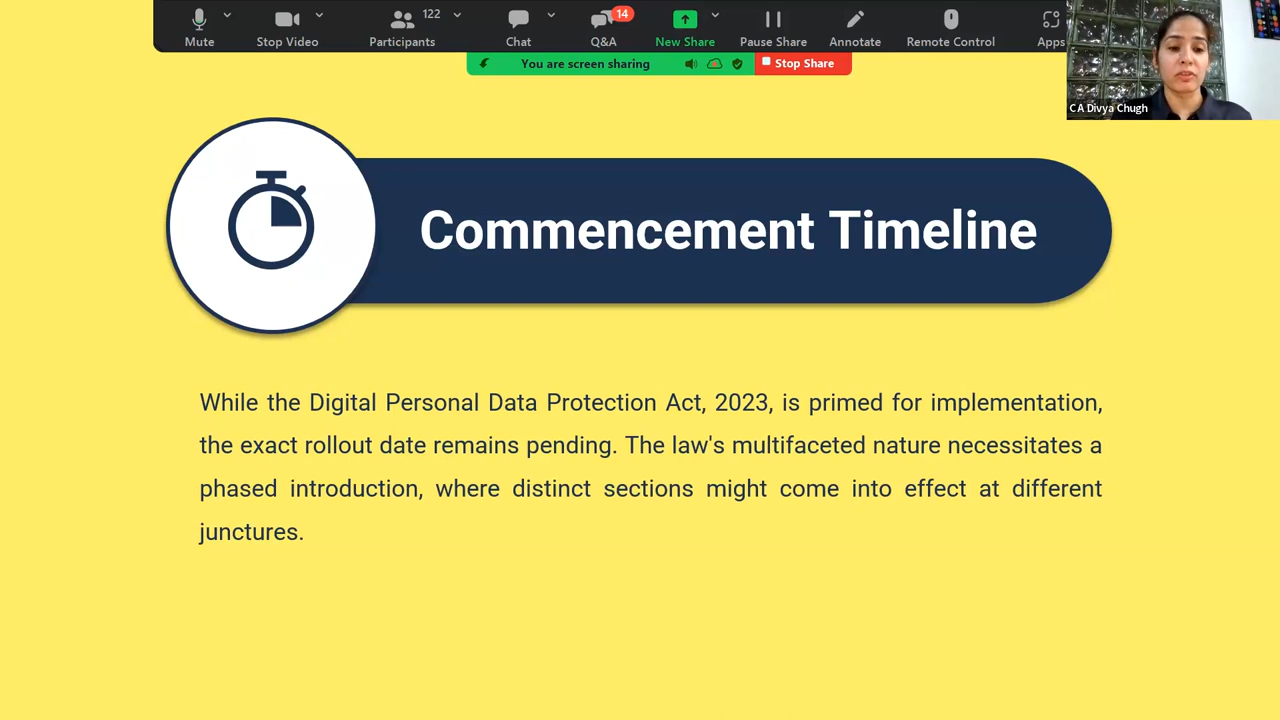 Mute
Stop Video
122
Participants
Chat
14
Q&A
New Share
Pause Share
Annotate
Remote Control
Apps
You are screen sharing
Stop Share
CA Divya Chugh
Commencement Timeline
While the Digital Personal Data Protection Act, 2023, is primed for implementation,
the exact rollout date remains pending. The law's multifaceted nature necessitates a
phased introduction, where distinct sections might come into effect at different
junctures.